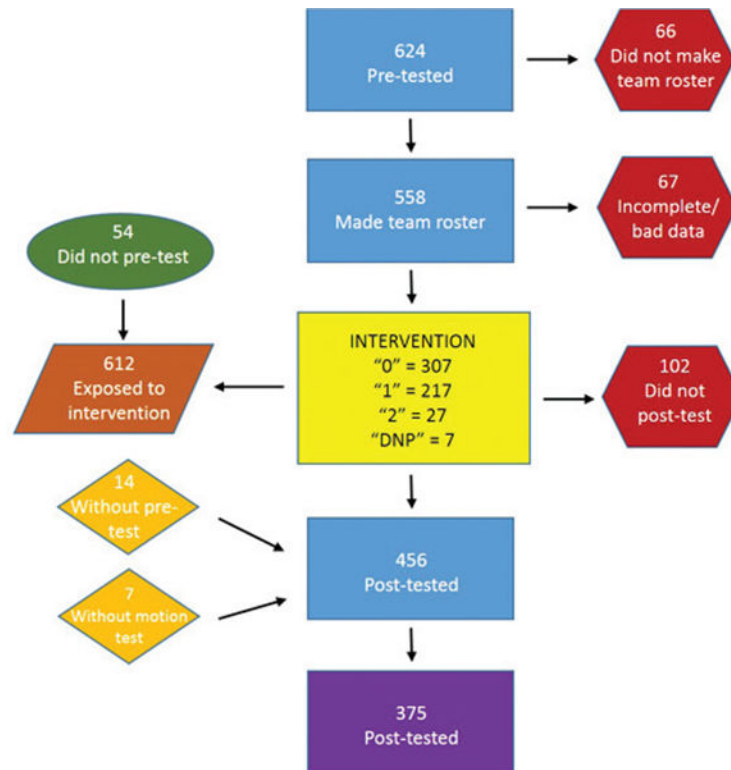 624
Pre-tested
66
Did not make
team roster
558
Made team roster
67
Incomplete/
bad data
54
Did not pre-test
INTERVENTION
“0” = 307
“1” = 217
“2” = 27
“DNP” = 7
612
Exposed to
intervention
102
Did not
post-test
14
Without pre-
test
7
Without motion
test
456
Post-tested
375
Post-tested